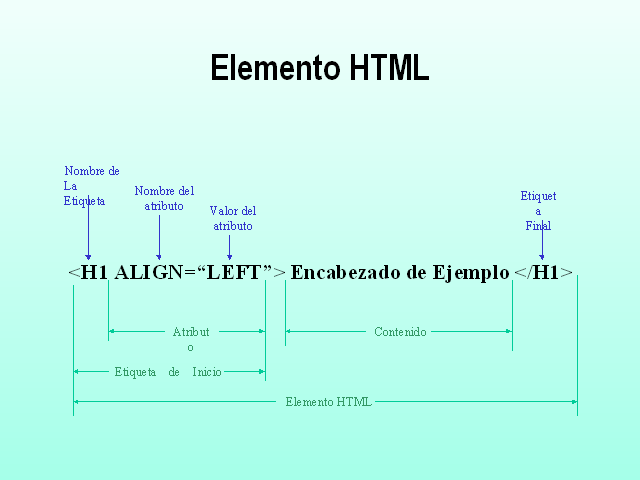 Elemento HTML
Nombre de
La
Etiqueta
Nombre del
atributo
Valor del
atributo
Etiquet
a
Final
<H1 ALIGN=“LEFT”> Encabezado de Ejemplo </H1>
Atribut
o
Contenido
Etiqueta de Inicio
Elemento HTML